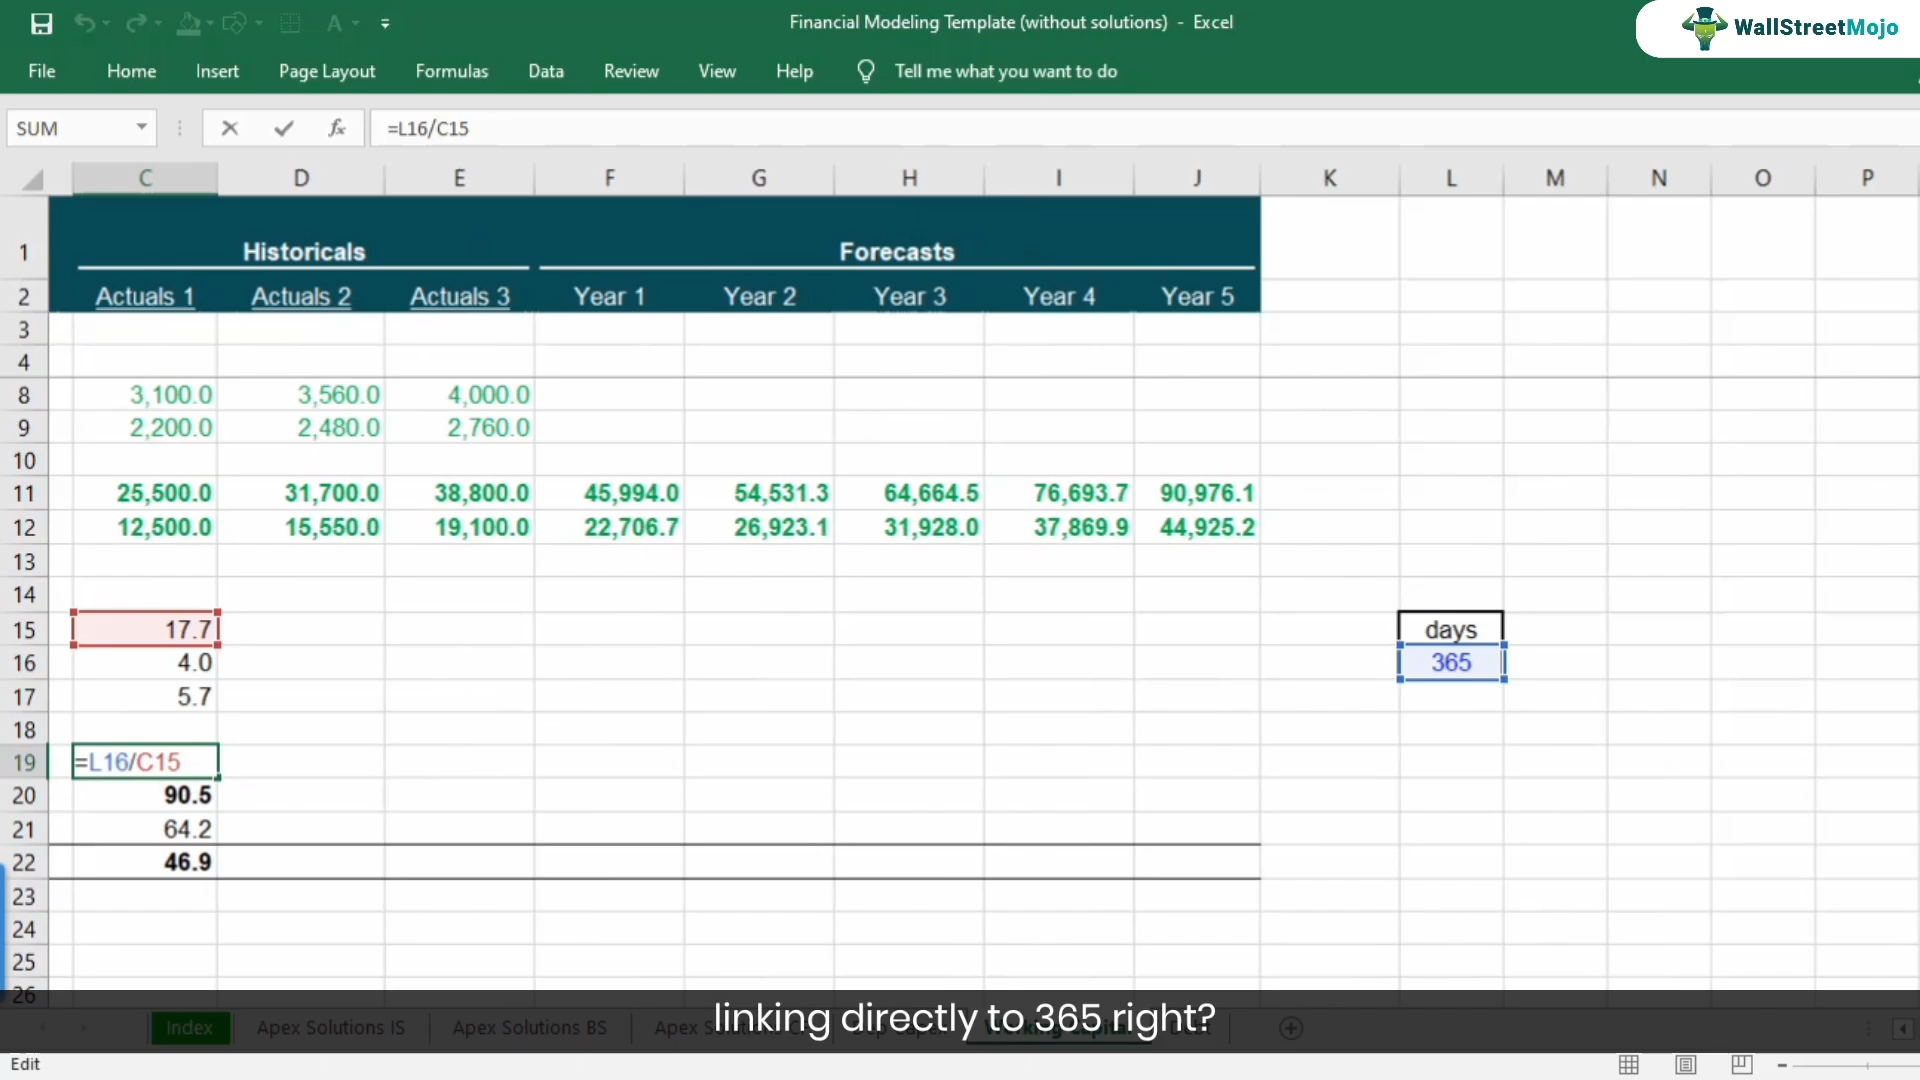 Financial Modeling Template (without solutions) - Excel
WallStreetMojo
File Home Insert Page Layout Formulas Data Review View Help Tell me what you want to do
SUM fx =L16/C15
C D E F G H I J K L M N O P
1 Historicals Forecasts
2 Actuals 1 Actuals 2 Actuals 3 Year 1 Year 2 Year 3 Year 4 Year 5
3
4
8 3,100.0 3,560.0 4,000.0
9 2,200.0 2,480.0 2,760.0
10
11 25,500.0 31,700.0 38,800.0 45,994.0 54,531.3 64,664.5 76,693.7 90,976.1
12 12,500.0 15,550.0 19,100.0 22,706.7 26,923.1 31,928.0 37,869.9 44,925.2
13
14
15 17.7 days
16 4.0 365
17 5.7
18
19 =L16/C15
20 90.5
21 64.2
22 46.9
23
24
25
26
linking directly to 365 right?
Index Apex Solutions IS Apex Solutions BS
Edit